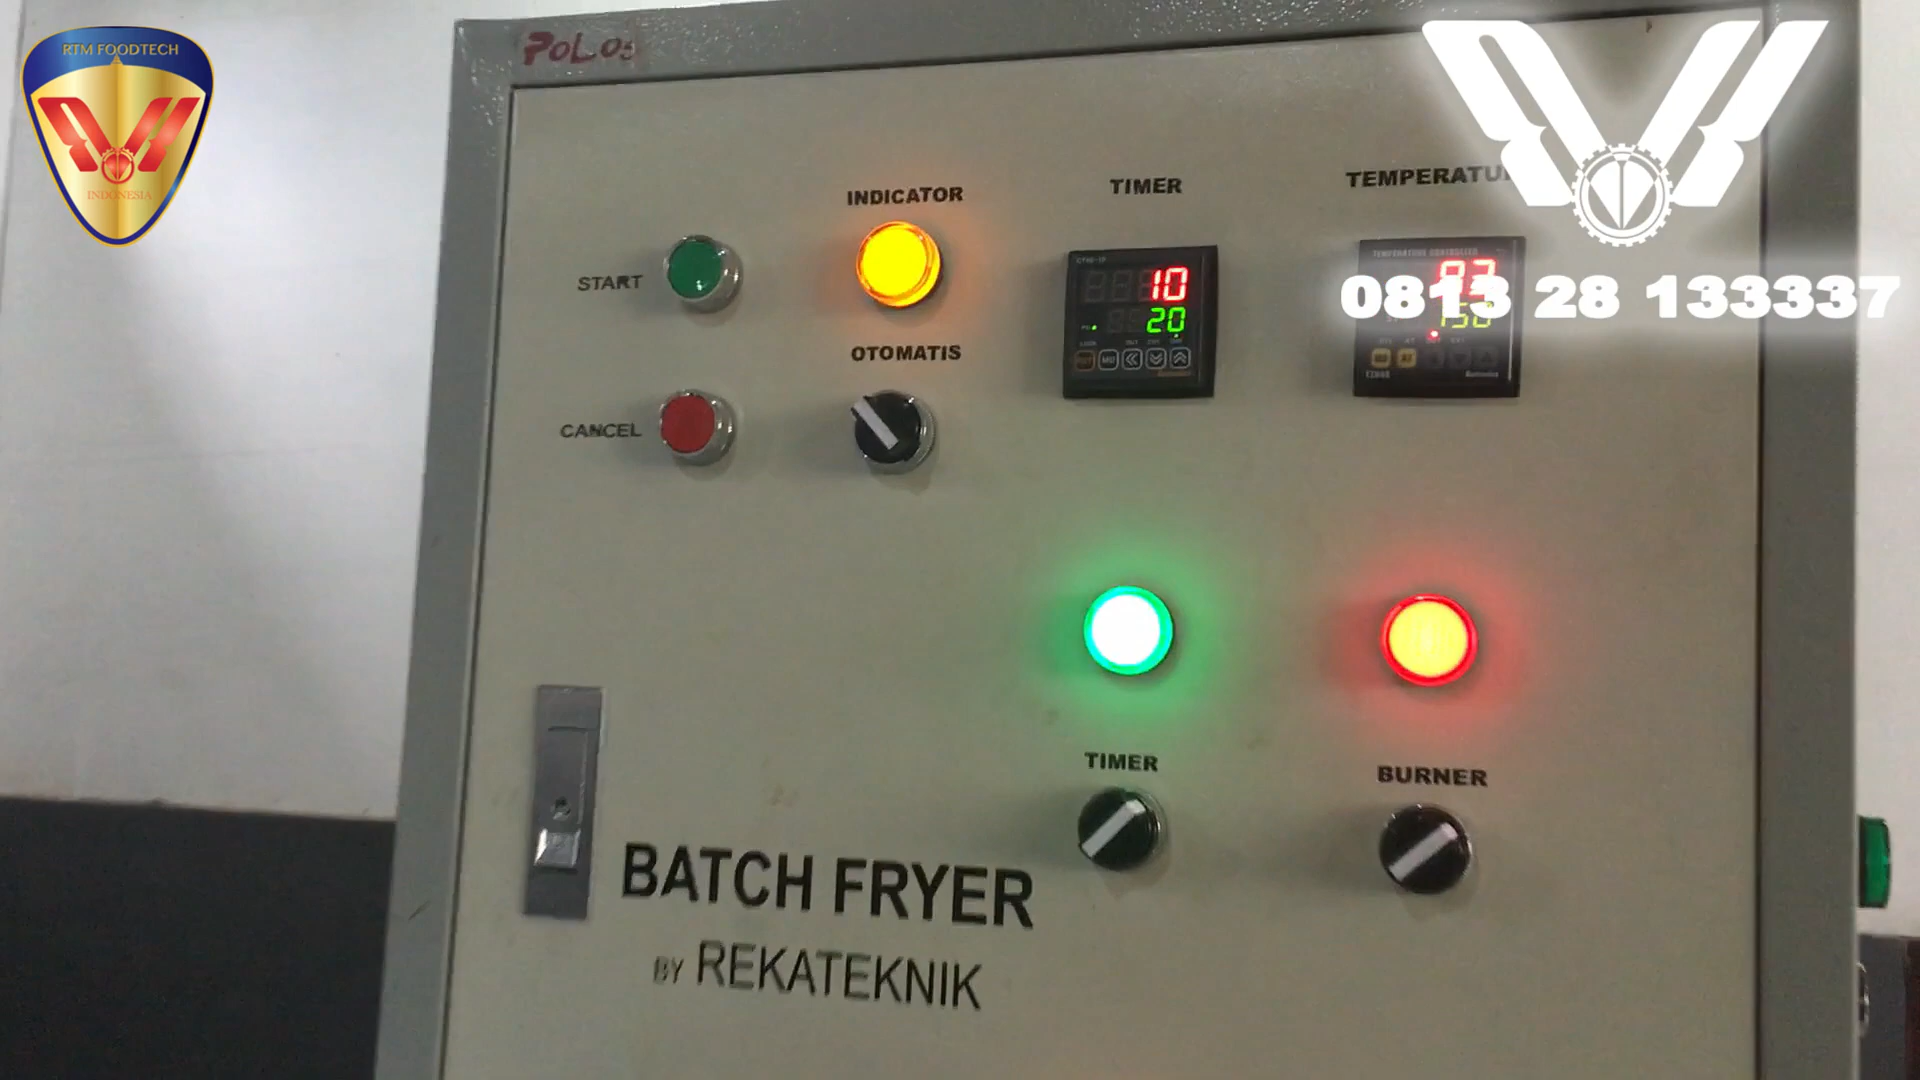 RTM FOODTECH
INDONESIA
POLOS
INDICATOR
TIMER
START
OTOMATIS
CANCEL
10
20
0813 28 133337
TIMER
BURNER
BATCH FRYER
BY REKATEKNIK